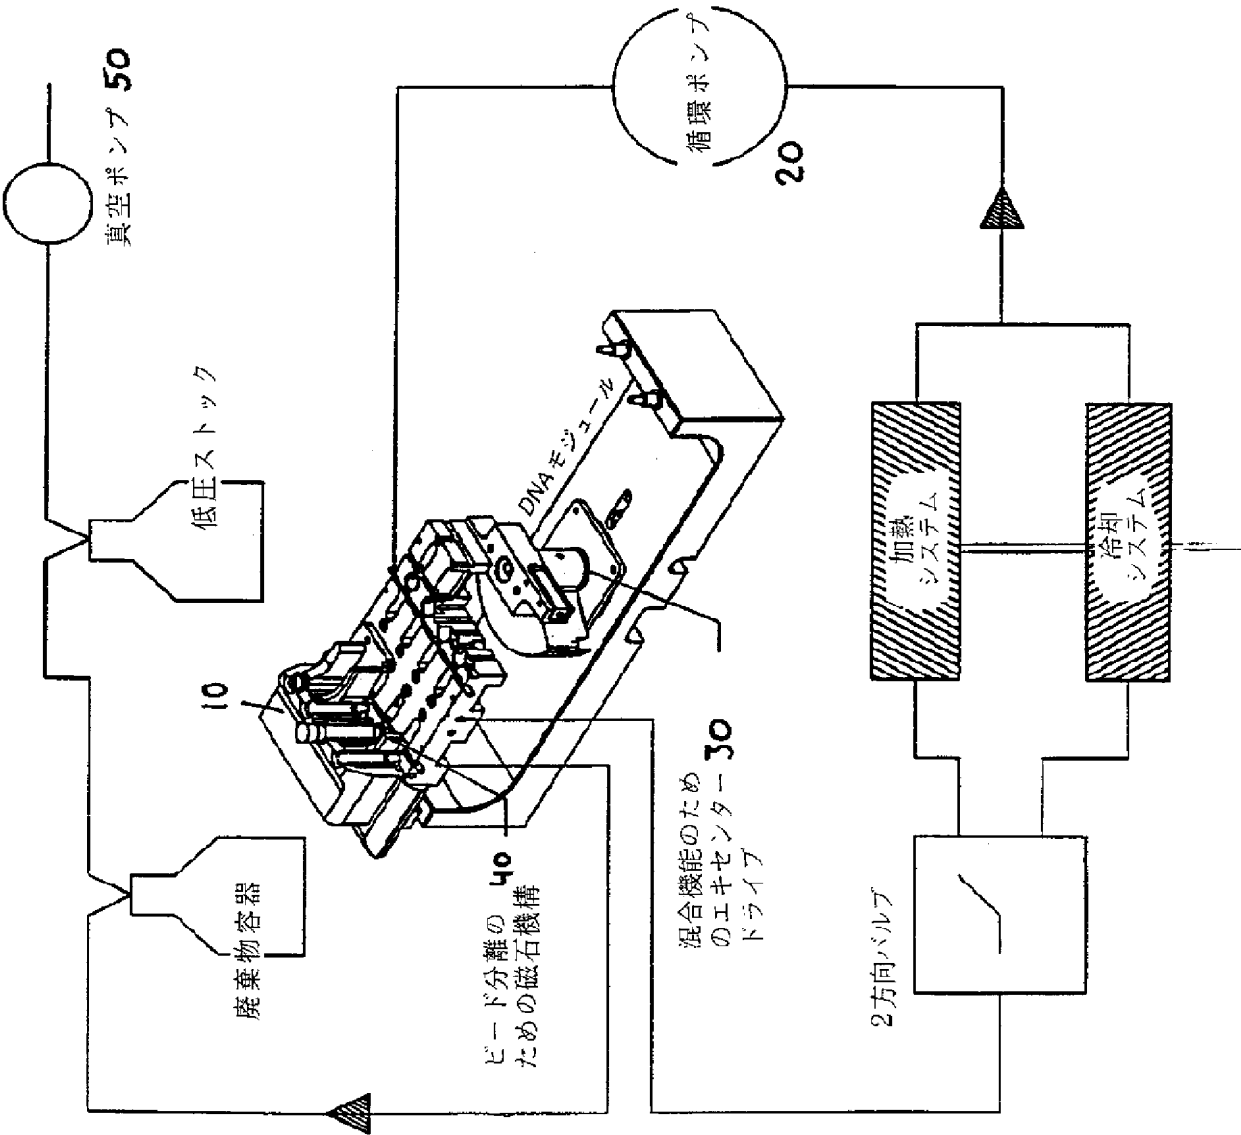 真空ポンプ 50
低圧ストック
廃棄物容器
10
循環ポンプ
20
DNAモジュール
40
ビード分離の
ための磁石機構
30
混合機能のため
のエキセンター
ドライブ
加熱
システム
冷却
システム
2方向バルブ